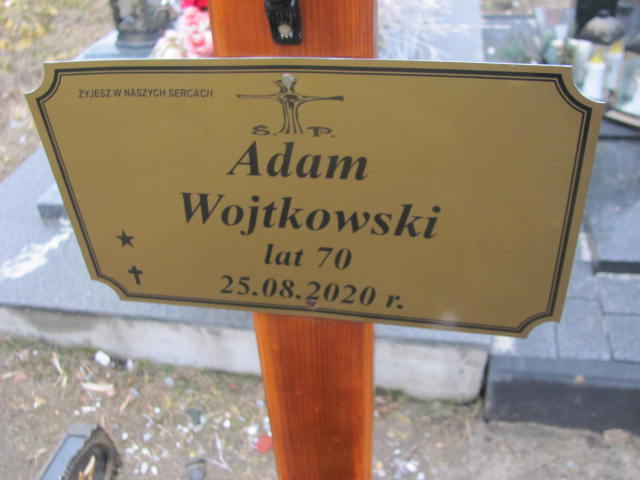 ŻYJESZ W NASZYCH SERCACH
Ś. P.
Adam
Wojtkowski
lat 70
25.08.2020 r.